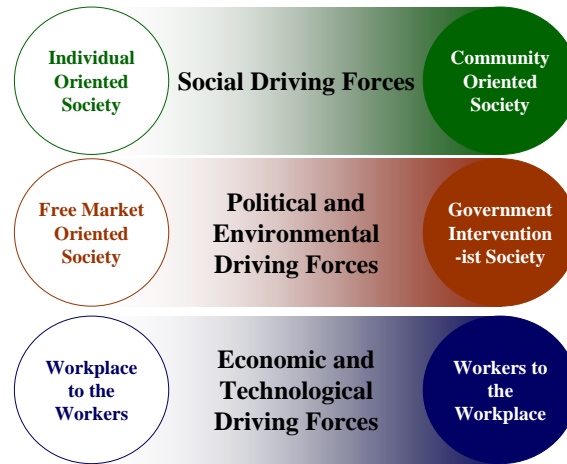 Individual
Oriented
Society
Social Driving Forces
Community
Oriented
Society
Free Market
Oriented
Society
Political and
Environmental
Driving Forces
Government
Intervention
-ist Society
Workplace
to the
Workers
Economic and
Technological
Driving Forces
Workers to
the
Workplace